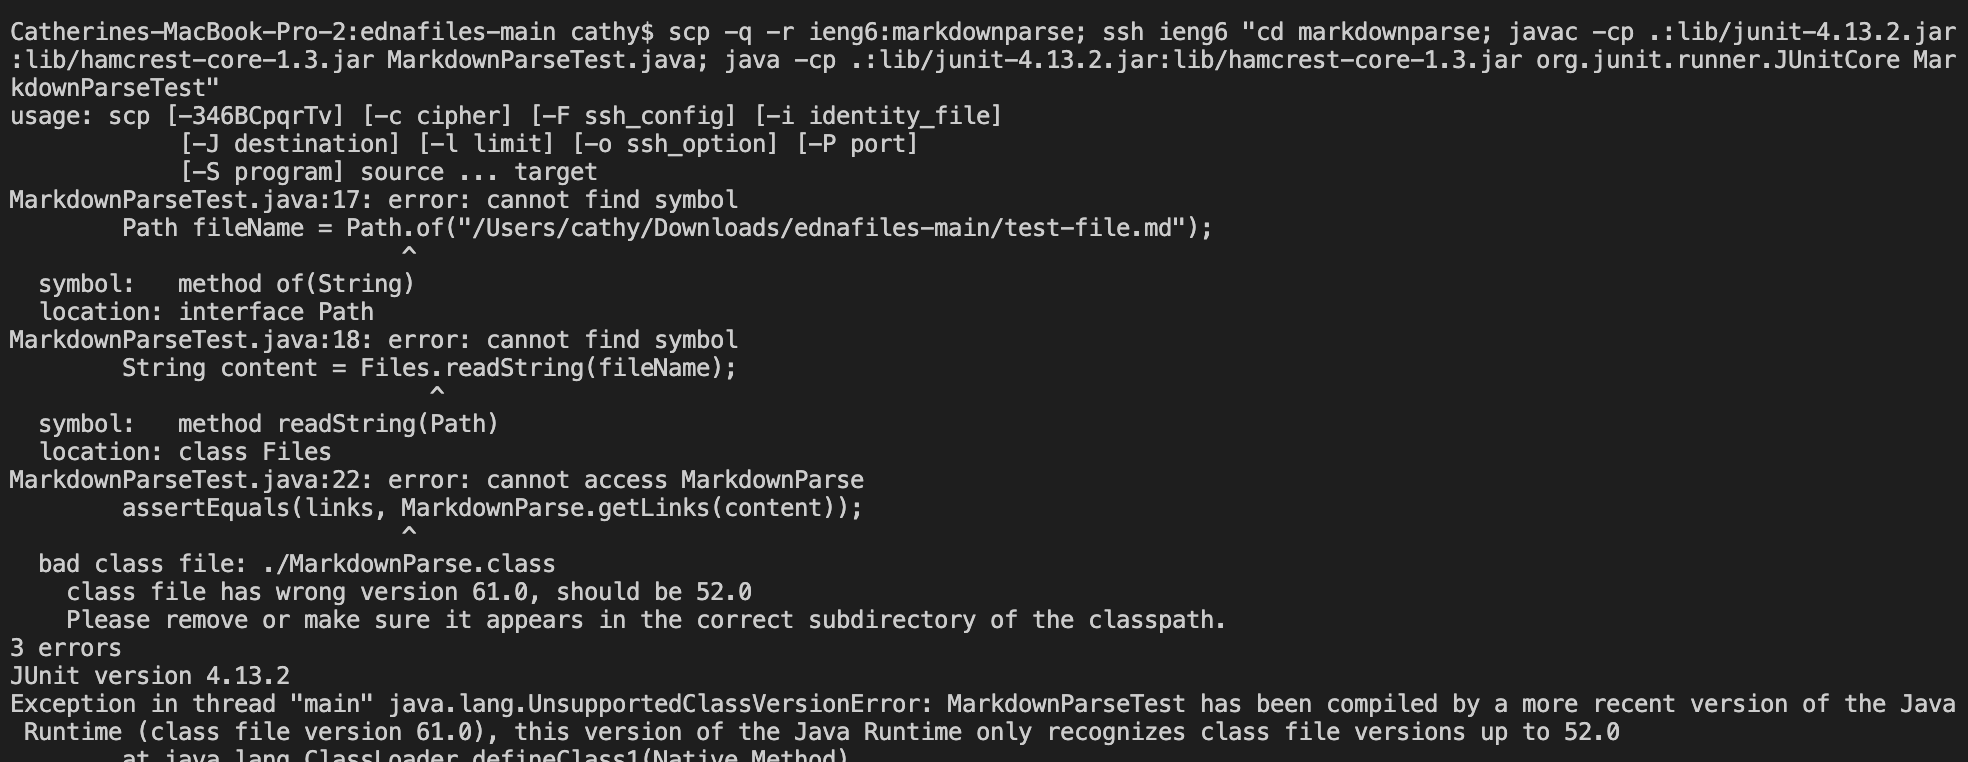 Catherines-MacBook-Pro-2:ednafiles-main cathy$ scp -q -r ieng6:markdownparse; ssh ieng6 "cd markdownparse; javac -cp .:lib/junit-4.13.2.jar
:lib/hamcrest-core-1.3.jar MarkdownParseTest.java; java -cp .:lib/junit-4.13.2.jar:lib/hamcrest-core-1.3.jar org.junit.runner.JUnitCore Mar
kdownParseTest"
usage: scp [-346BCpqrTv] [-c cipher] [-F ssh_config] [-i identity_file]
            [-J destination] [-l limit] [-o ssh_option] [-P port]
            [-S program] source ... target
MarkdownParseTest.java:17: error: cannot find symbol
        Path fileName = Path.of("/Users/cathy/Downloads/ednafiles-main/test-file.md");
                            ^
  symbol:   method of(String)
  location: interface Path
MarkdownParseTest.java:18: error: cannot find symbol
        String content = Files.readString(fileName);
                              ^
  symbol:   method readString(Path)
  location: class Files
MarkdownParseTest.java:22: error: cannot access MarkdownParse
        assertEquals(links, MarkdownParse.getLinks(content));
                            ^
  bad class file: ./MarkdownParse.class
    class file has wrong version 61.0, should be 52.0
    Please remove or make sure it appears in the correct subdirectory of the classpath.
3 errors
JUnit version 4.13.2
Exception in thread "main" java.lang.UnsupportedClassVersionError: MarkdownParseTest has been compiled by a more recent version of the Java
 Runtime (class file version 61.0), this version of the Java Runtime only recognizes class file versions up to 52.0
        at java.lang.ClassLoader.defineClass1(Native Method)